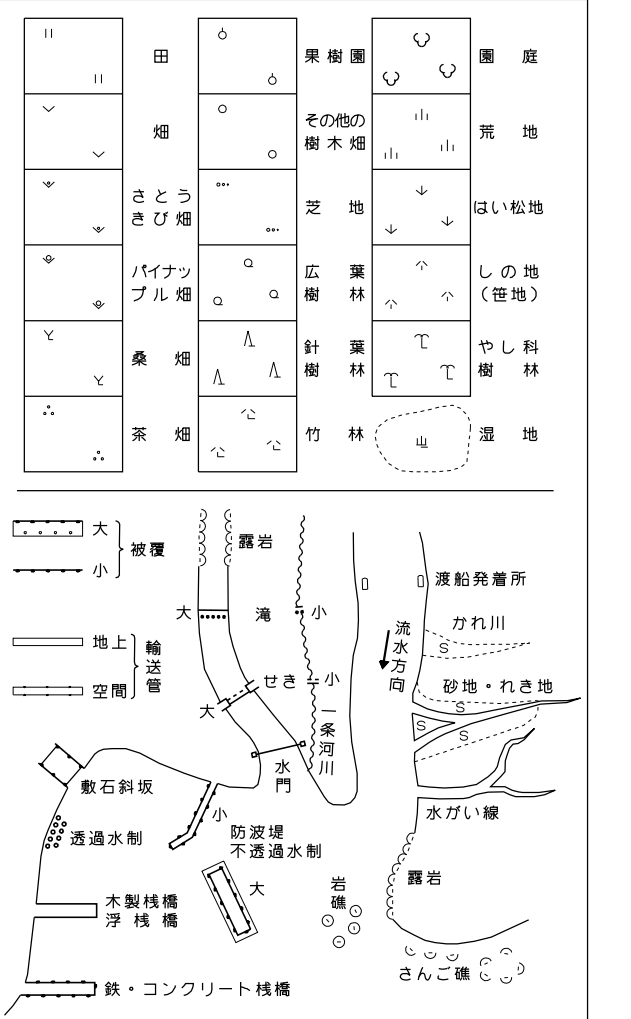 田
畑
さとう
きび畑
パイナッ
プル畑
桑畑
茶畑
果樹園
その他の
樹木畑
芝地
広葉
樹林
針葉
樹林
竹林
園庭
荒地
はい松地
しの地
(笹地)
やし科
樹林
湿地
大
小
被覆
地上
空間
輸送管
露岩
大
滝
小
せき
小
大
一条河川
水門
渡船発着所
かれ川
S
流水方向
砂地・れき地
S
S
S
水がい線
敷石斜坂
小
透過水制
防波堤
不透過水制
大
木製桟橋
浮桟橋
岩礁
露岩
さんご礁
鉄・コンクリート桟橋